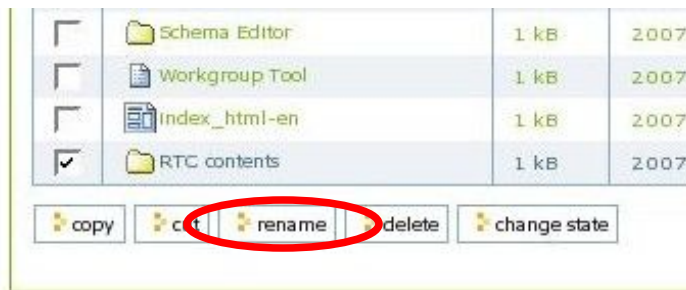 Schema Editor 1 kB 2007
Workgroup Tool 1 kB 2007
index_html-en 1 kB 2007
RTC contents 1 kB 2007
copy cut rename delete change state